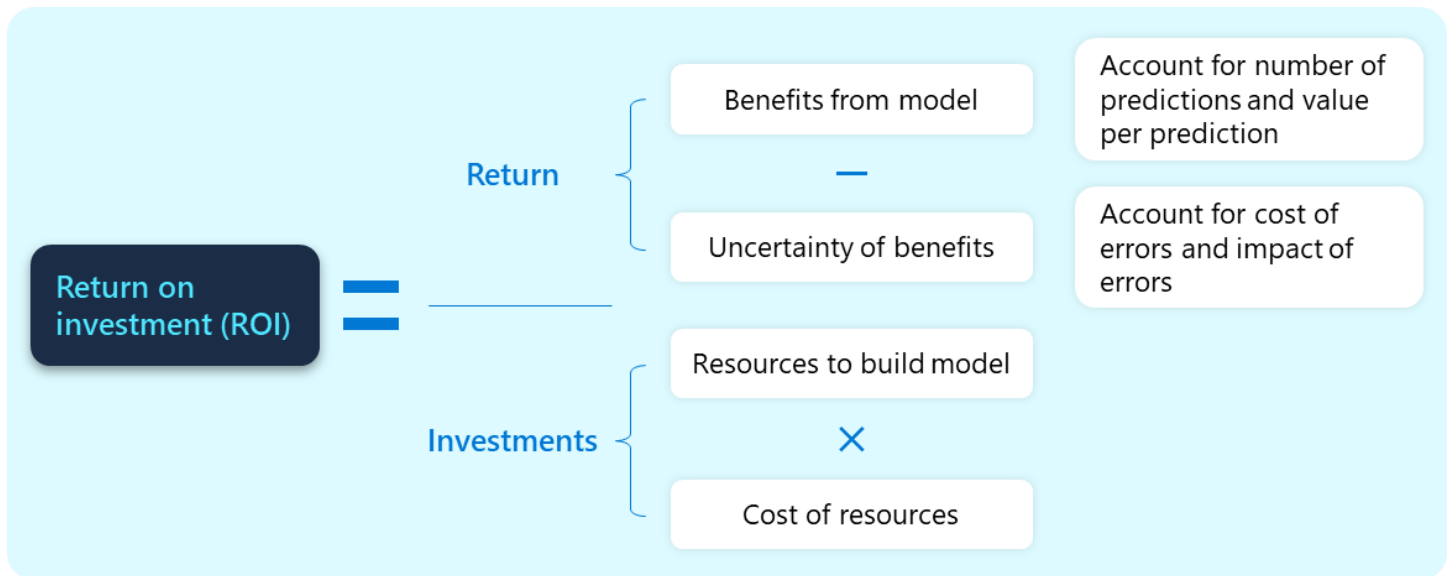 Return on
investment (ROI)
=
Return
Benefits from model
—
Uncertainty of benefits
Account for number of
predictions and value
per prediction
Account for cost of
errors and impact of
errors
Investments
Resources to build model
×
Cost of resources